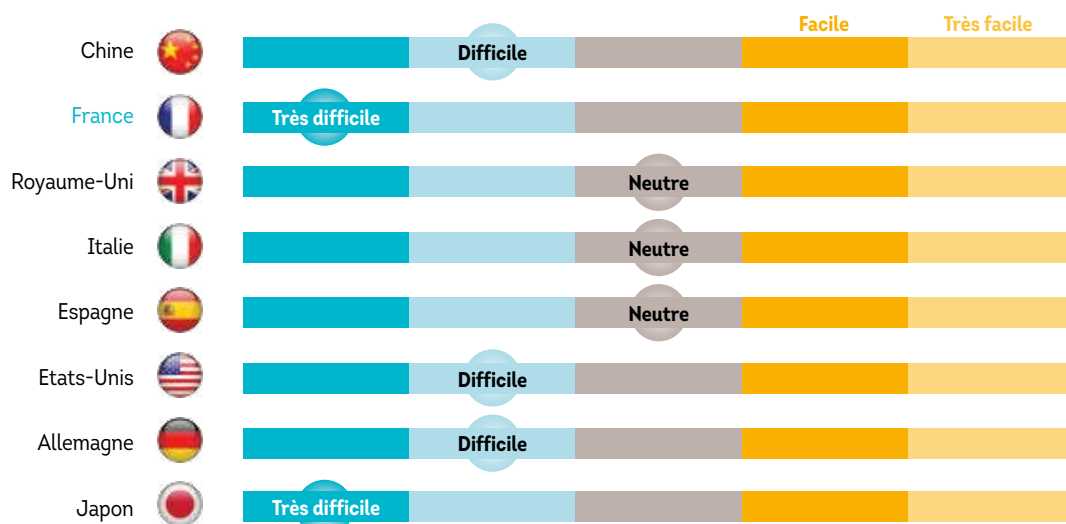 Facile Très facile
Chine Difficile
France Très difficile
Royaume-Uni Neutre
Italie Neutre
Espagne Neutre
Etats-Unis Difficile
Allemagne Difficile
Japon Très difficile